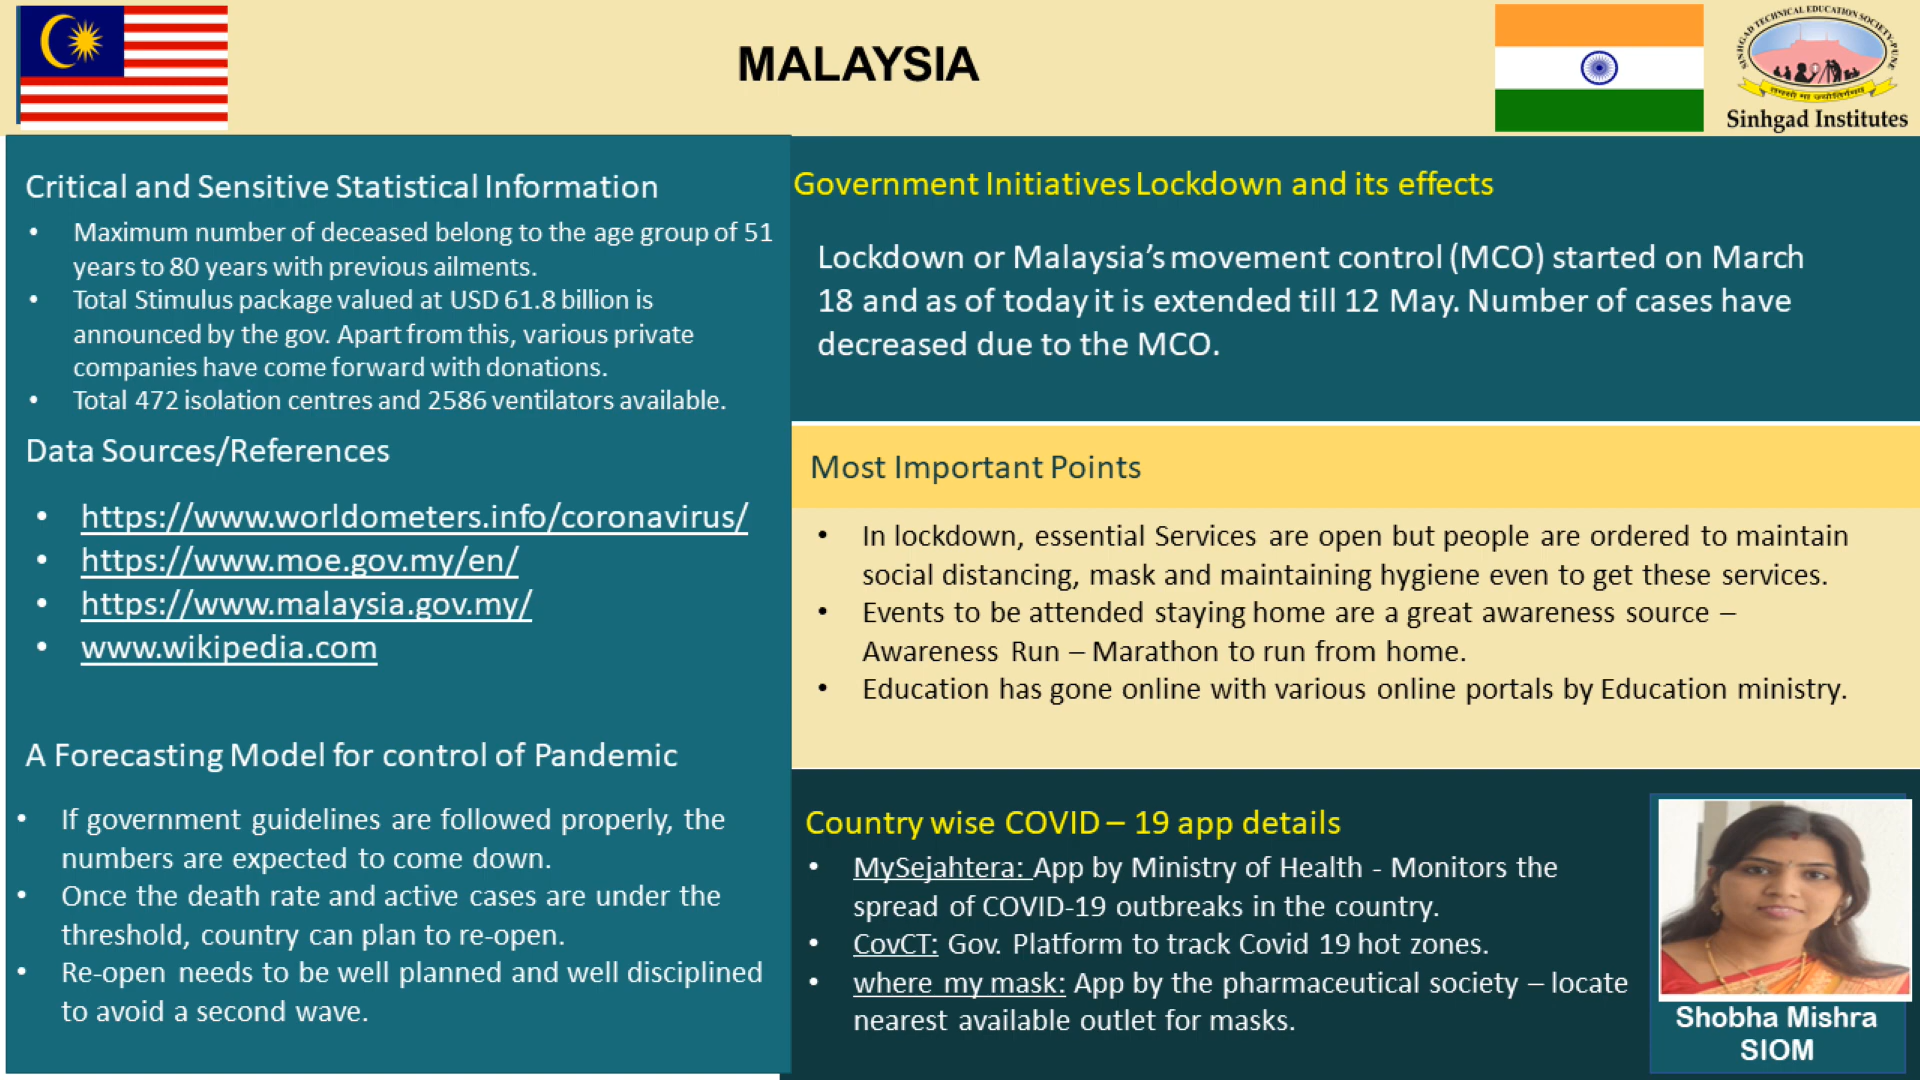 MALAYSIA
SINHGAD TECHNICAL EDUCATION SOCIETY-PUNE
Sinhgad Institutes
Critical and Sensitive Statistical Information
• Maximum number of deceased belong to the age group of 51
years to 80 years with previous ailments.
• Total Stimulus package valued at USD 61.8 billion is
announced by the gov. Apart from this, various private
companies have come forward with donations.
• Total 472 isolation centres and 2586 ventilators available.
Data Sources/References
• https://www.worldometers.info/coronavirus/
• https://www.moe.gov.my/en/
• https://www.malaysia.gov.my/
• www.wikipedia.com
A Forecasting Model for control of Pandemic
• If government guidelines are followed properly, the
numbers are expected to come down.
• Once the death rate and active cases are under the
threshold, country can plan to re-open.
• Re-open needs to be well planned and well disciplined
to avoid a second wave.
Government Initiatives Lockdown and its effects
Lockdown or Malaysia’s movement control (MCO) started on March
18 and as of today it is extended till 12 May. Number of cases have
decreased due to the MCO.
Most Important Points
• In lockdown, essential Services are open but people are ordered to maintain
social distancing, mask and maintaining hygiene even to get these services.
• Events to be attended staying home are a great awareness source –
Awareness Run – Marathon to run from home.
• Education has gone online with various online portals by Education ministry.
Country wise COVID – 19 app details
• MySejahtera: App by Ministry of Health - Monitors the
spread of COVID-19 outbreaks in the country.
• CovCT: Gov. Platform to track Covid 19 hot zones.
• where my mask: App by the pharmaceutical society – locate
nearest available outlet for masks.
Shobha Mishra
SIOM